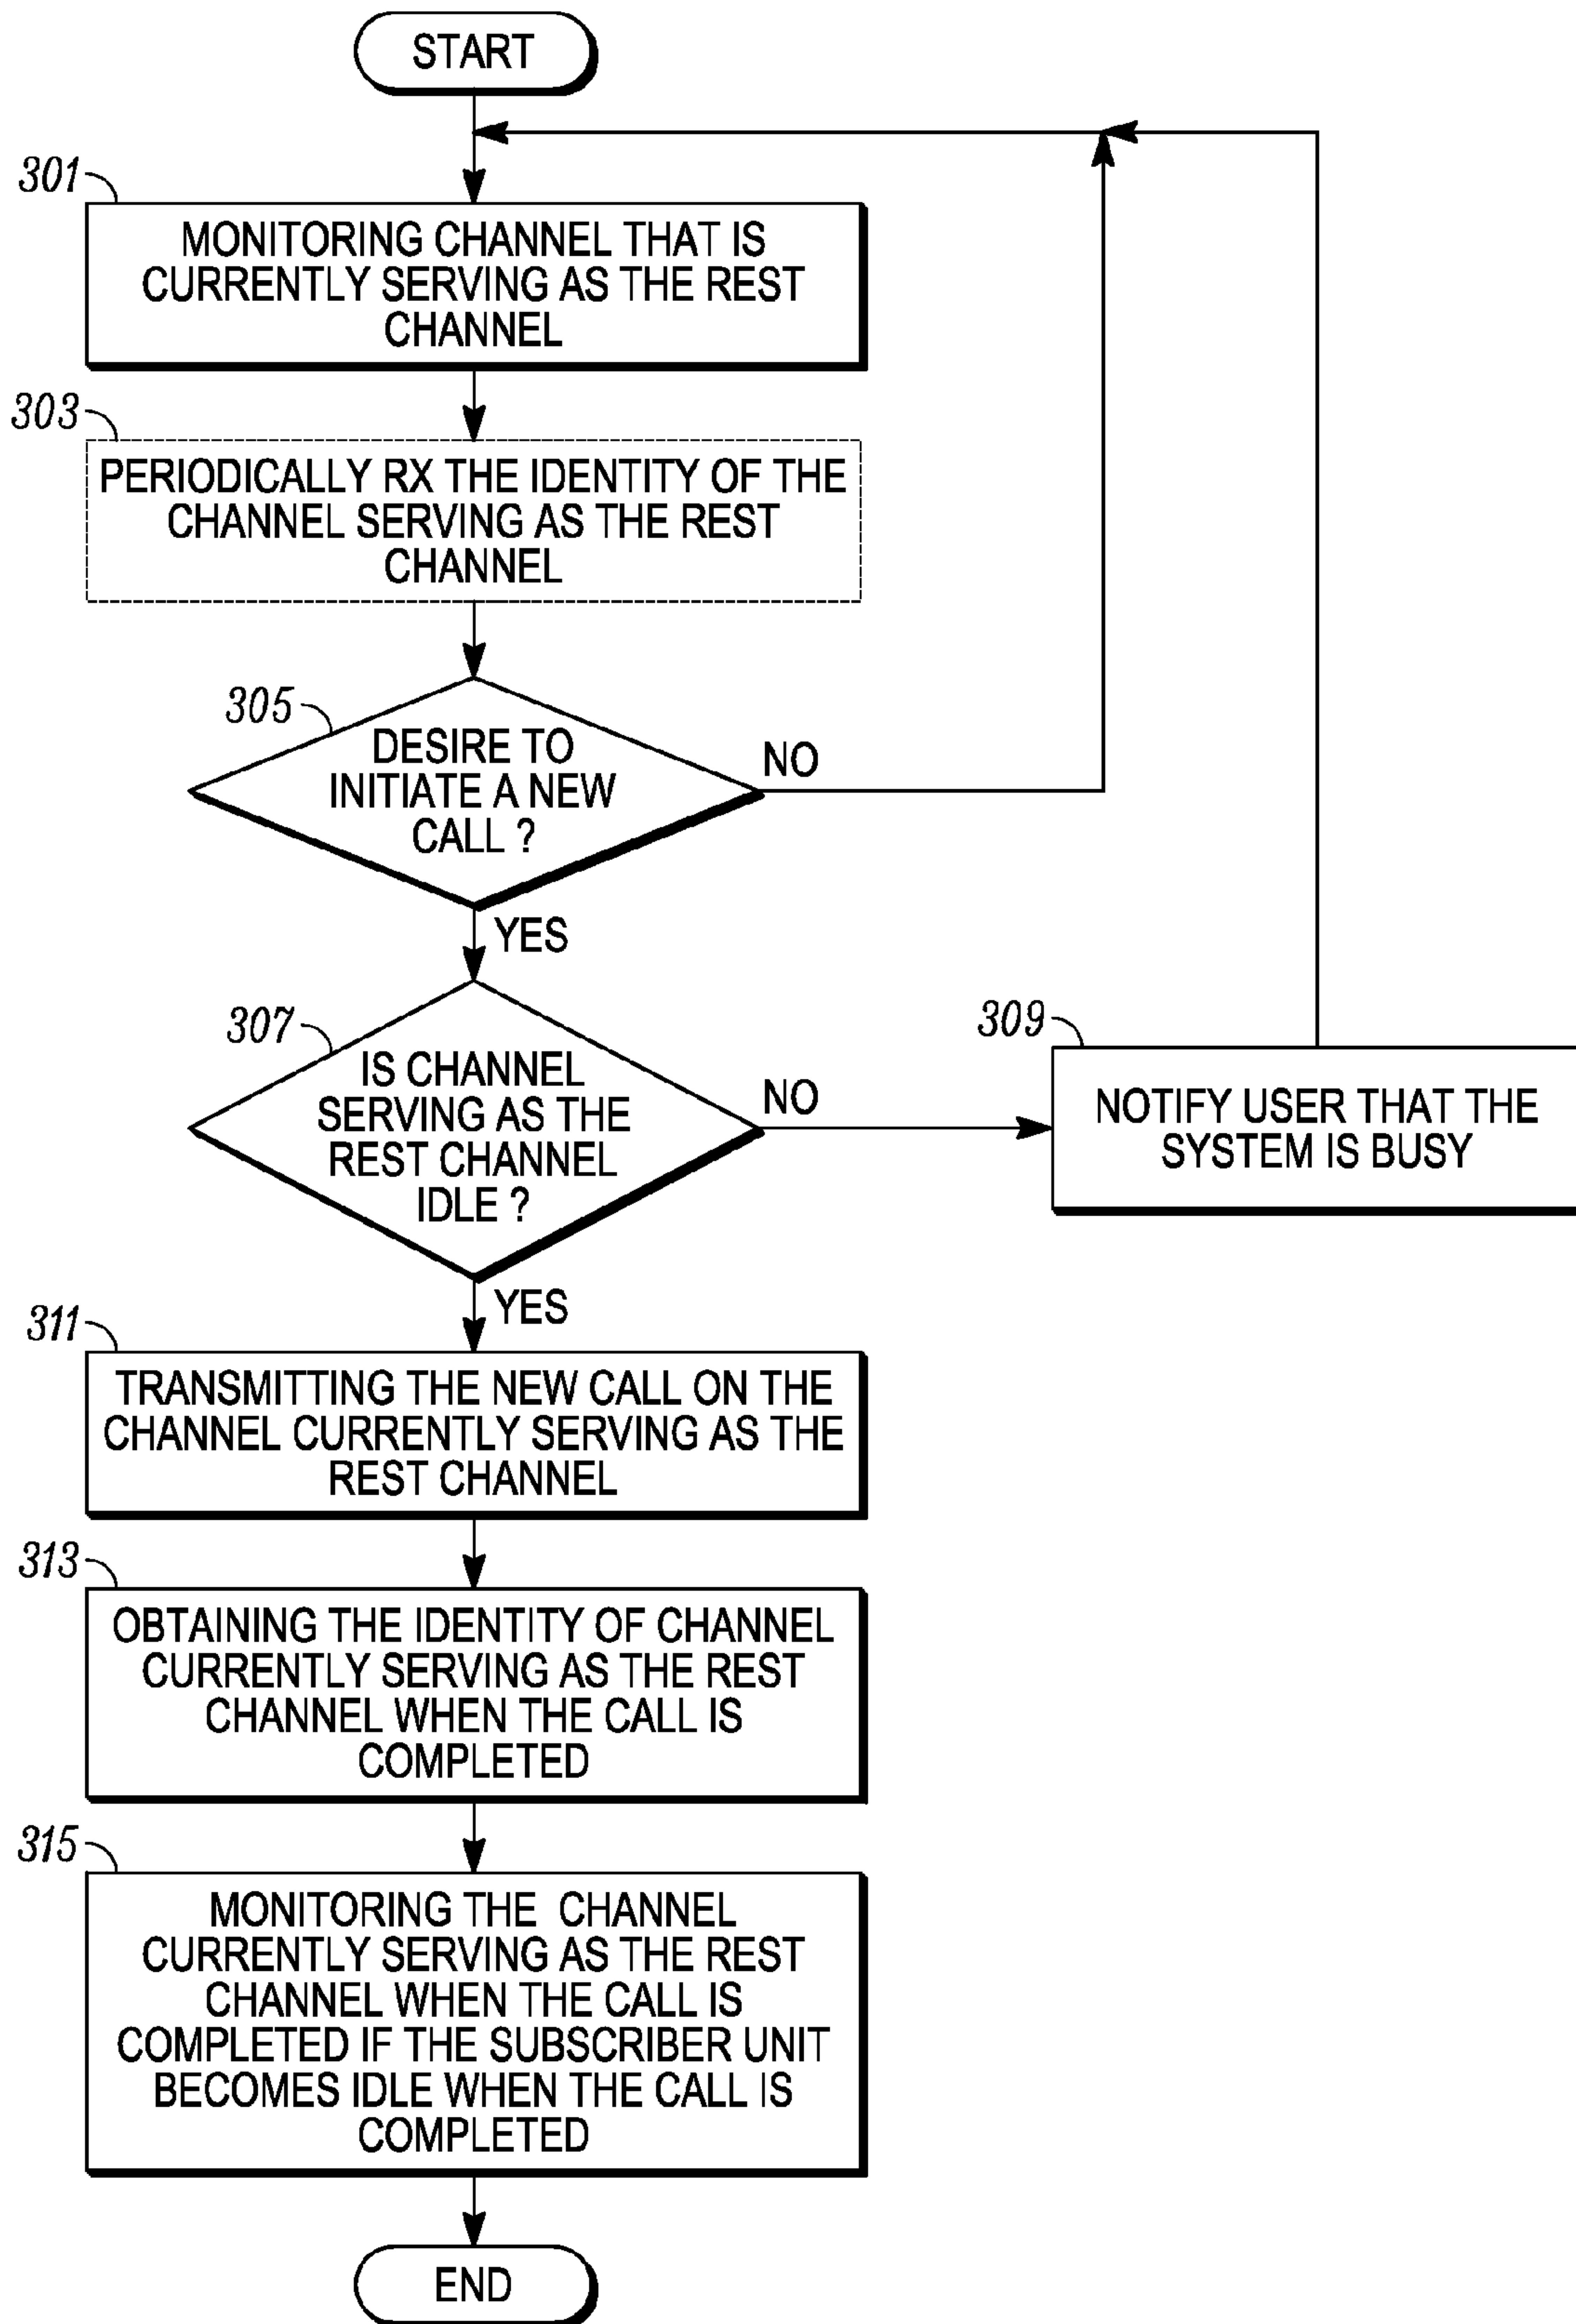 START
301
MONITORING CHANNEL THAT IS
CURRENTLY SERVING AS THE REST
CHANNEL
303
PERIODICALLY RX THE IDENTITY OF THE
CHANNEL SERVING AS THE REST
CHANNEL
305
DESIRE TO
INITIATE A NEW
CALL ?
NO
YES
307
IS CHANNEL
SERVING AS THE
REST CHANNEL
IDLE ?
NO
309
NOTIFY USER THAT THE
SYSTEM IS BUSY
YES
311
TRANSMITTING THE NEW CALL ON THE
CHANNEL CURRENTLY SERVING AS THE
REST CHANNEL
313
OBTAINING THE IDENTITY OF CHANNEL
CURRENTLY SERVING AS THE REST
CHANNEL WHEN THE CALL IS
COMPLETED
315
MONITORING THE CHANNEL
CURRENTLY SERVING AS THE REST
CHANNEL WHEN THE CALL IS
COMPLETED IF THE SUBSCRIBER UNIT
BECOMES IDLE WHEN THE CALL IS
COMPLETED
END